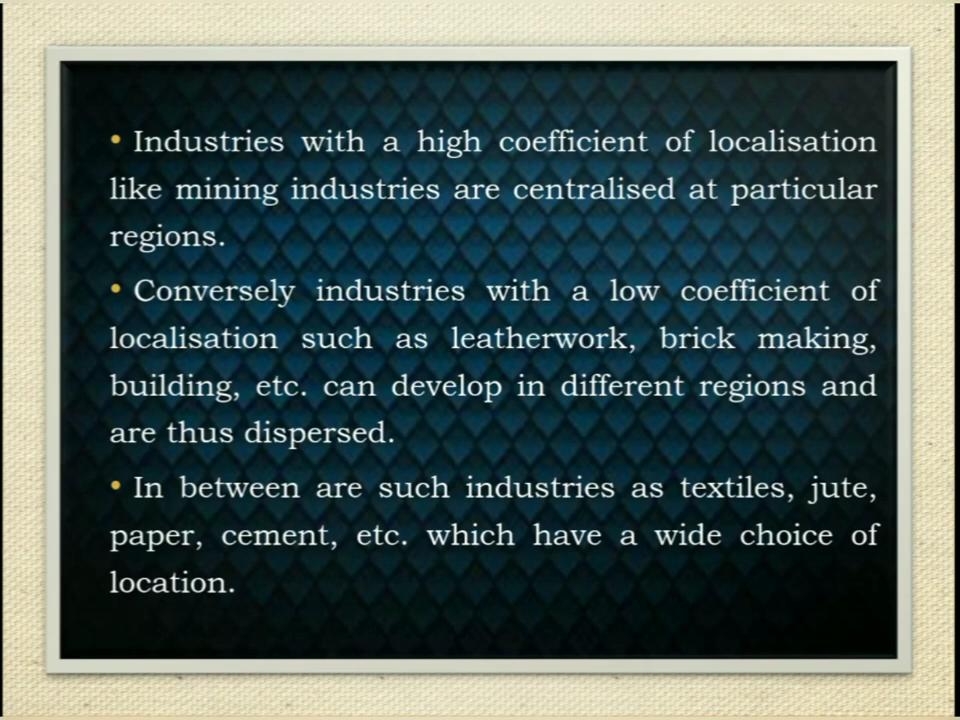 • Industries with a high coefficient of localisation
like mining industries are centralised at particular
regions.
• Conversely industries with a low coefficient of
localisation such as leatherwork, brick making,
building, etc. can develop in different regions and
are thus dispersed.
• In between are such industries as textiles, jute,
paper, cement, etc. which have a wide choice of
location.